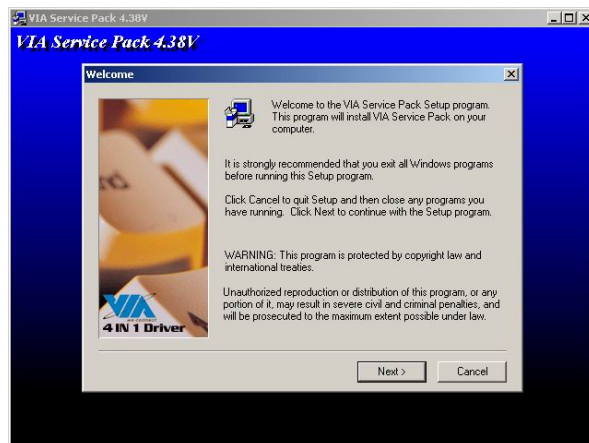 VIA Service Pack 4.38V
VIA Service Pack 4.38V
Welcome
Welcome to the VIA Service Pack Setup program.
This program will install VIA Service Pack on your
computer.
It is strongly recommended that you exit all Windows programs
before running this Setup program.
Click Cancel to quit Setup and then close any programs you
have running. Click Next to continue with the Setup program.
WARNING: This program is protected by copyright law and
international treaties.
Unauthorized reproduction or distribution of this program, or any
portion of it, may result in severe civil and criminal penalties, and
will be prosecuted to the maximum extent possible under law.
VIA
4 IN 1 Driver
Next >
Cancel